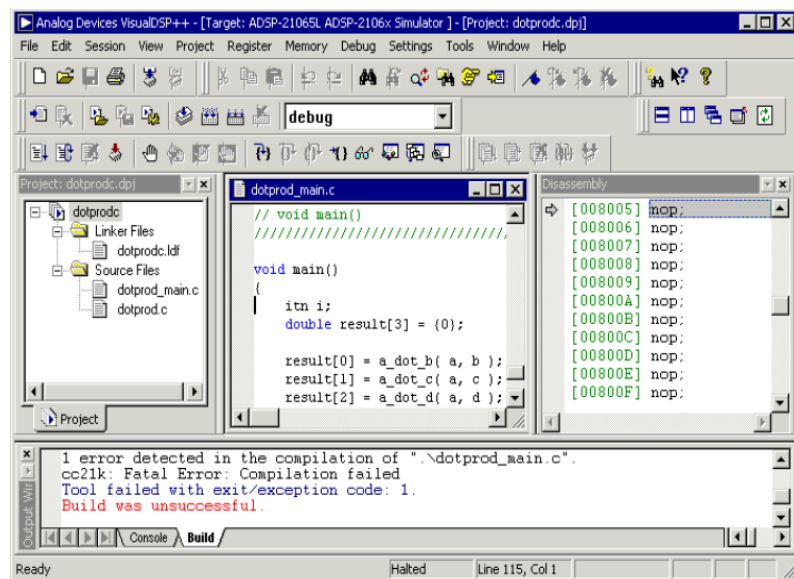 Analog Devices VisualDSP++ - [Target: ADSP-21065L ADSP-2106x Simulator ] - [Project: dotprodc.dpj]
File Edit Session View Project Register Memory Debug Settings Tools Window Help
debug
Project: dotprodc.dpj
dotprodc
Linker Files
dotprodc.ldf
Source Files
dotprod_main.c
dotprod.c
Project
dotprod_main.c
// void main()
/////////////////////////////////
void main()
{
itn i;
double result[3] = {0};
result[0] = a_dot_b( a, b );
result[1] = a_dot_c( a, c );
result[2] = a_dot_d( a, d );
Disassembly
[008005] nop;
[008006] nop;
[008007] nop;
[008008] nop;
[008009] nop;
[00800A] nop;
[00800B] nop;
[00800C] nop;
[00800D] nop;
[00800E] nop;
[00800F] nop;
Output Wir
1 error detected in the compilation of ".\dotprod_main.c".
cc21k: Fatal Error: Compilation failed
Tool failed with exit/exception code: 1.
Build was unsuccessful.
Console Build
Ready Halted Line 115, Col 1